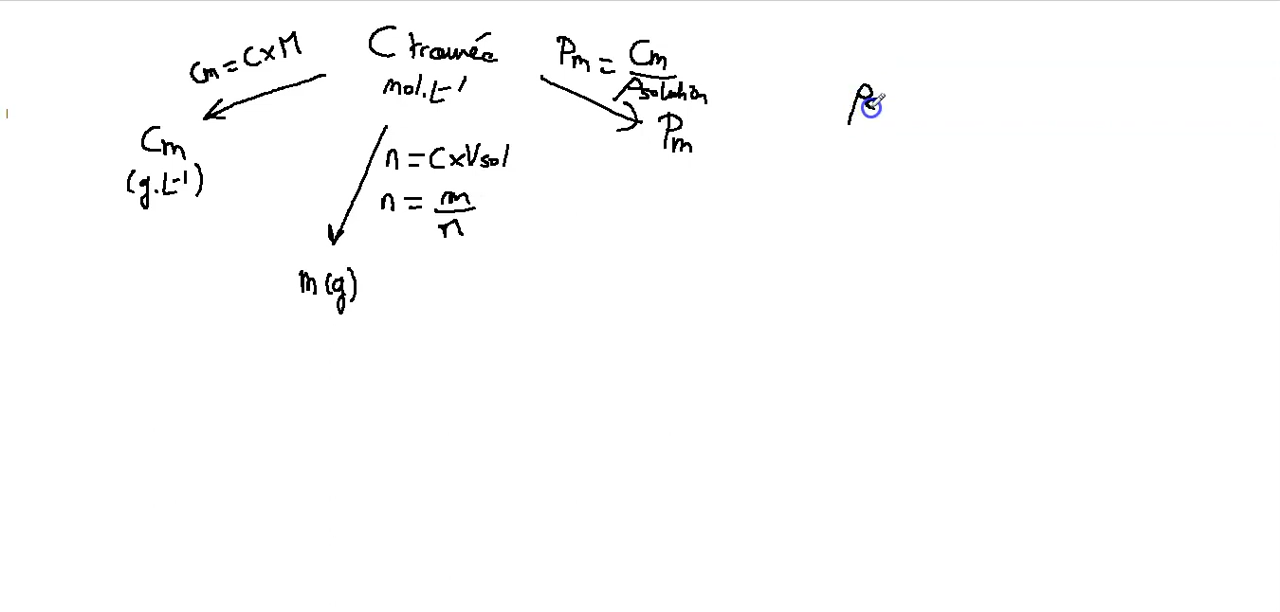 Cm = C×M
C trouvée
mol.L⁻¹
Pm = Cm / ρsolution
Pm
Cm
(g.L⁻¹)
n = C×Vsol
n = m / n
m(g)
ρ